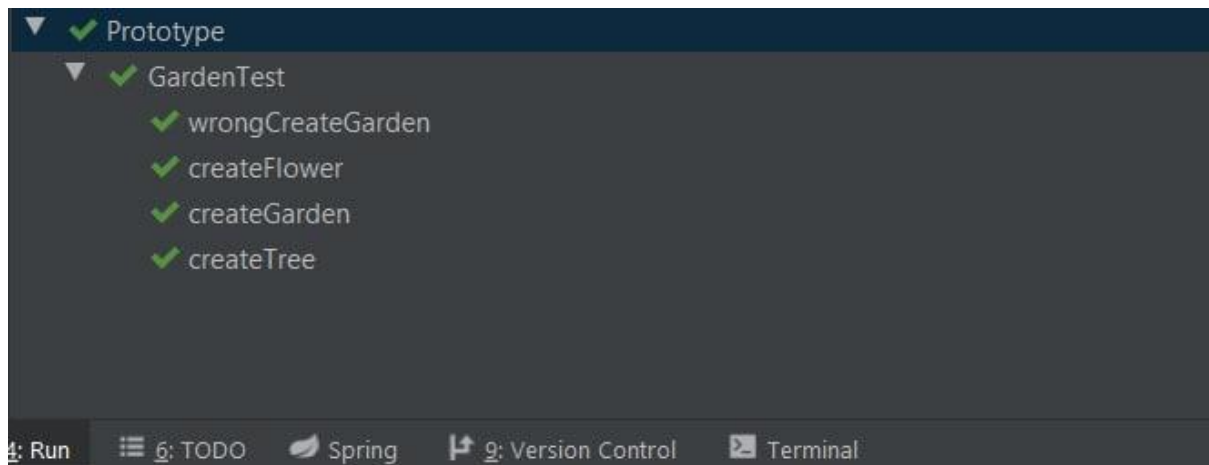 Prototype
GardenTest
wrongCreateGarden
createFlower
createGarden
createTree
4: Run 6: TODO Spring 9: Version Control Terminal